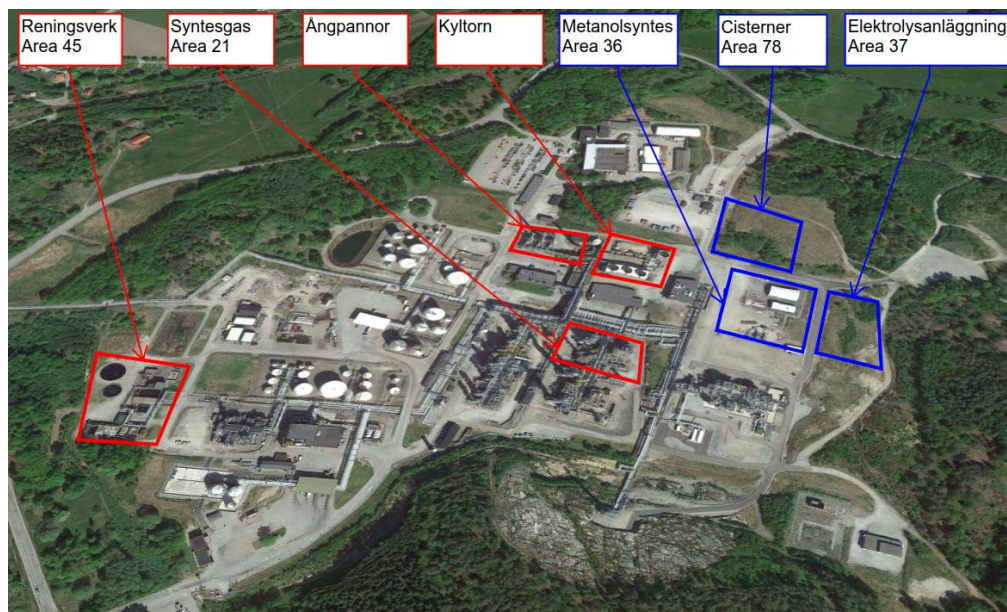 Reningsverk
Area 45
Syntesgas
Area 21
Ångpannor
Kyltorn
Metanolsyntes
Area 36
Cisterner
Area 78
Elektrolysanläggning
Area 37